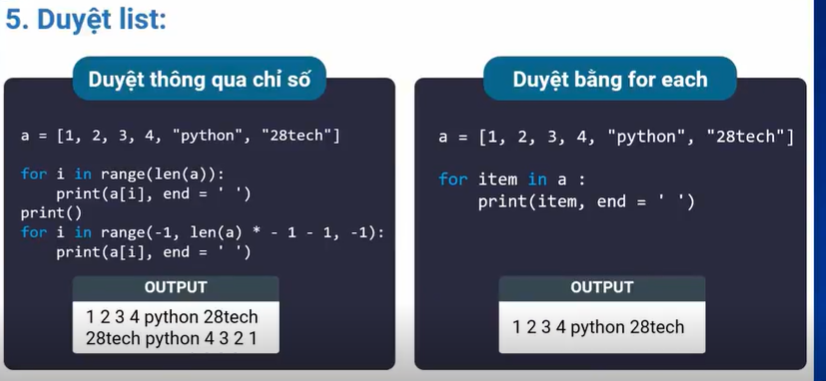 5. Duyệt list:
Duyệt thông qua chỉ số
a = [1, 2, 3, 4, "python", "28tech"]
for i in range(len(a)):
    print(a[i], end = ' ')
print()
for i in range(-1, len(a) * - 1 - 1, -1):
    print(a[i], end = ' ')
OUTPUT
1 2 3 4 python 28tech
28tech python 4 3 2 1
Duyệt bằng for each
a = [1, 2, 3, 4, "python", "28tech"]
for item in a :
    print(item, end = ' ')
OUTPUT
1 2 3 4 python 28tech